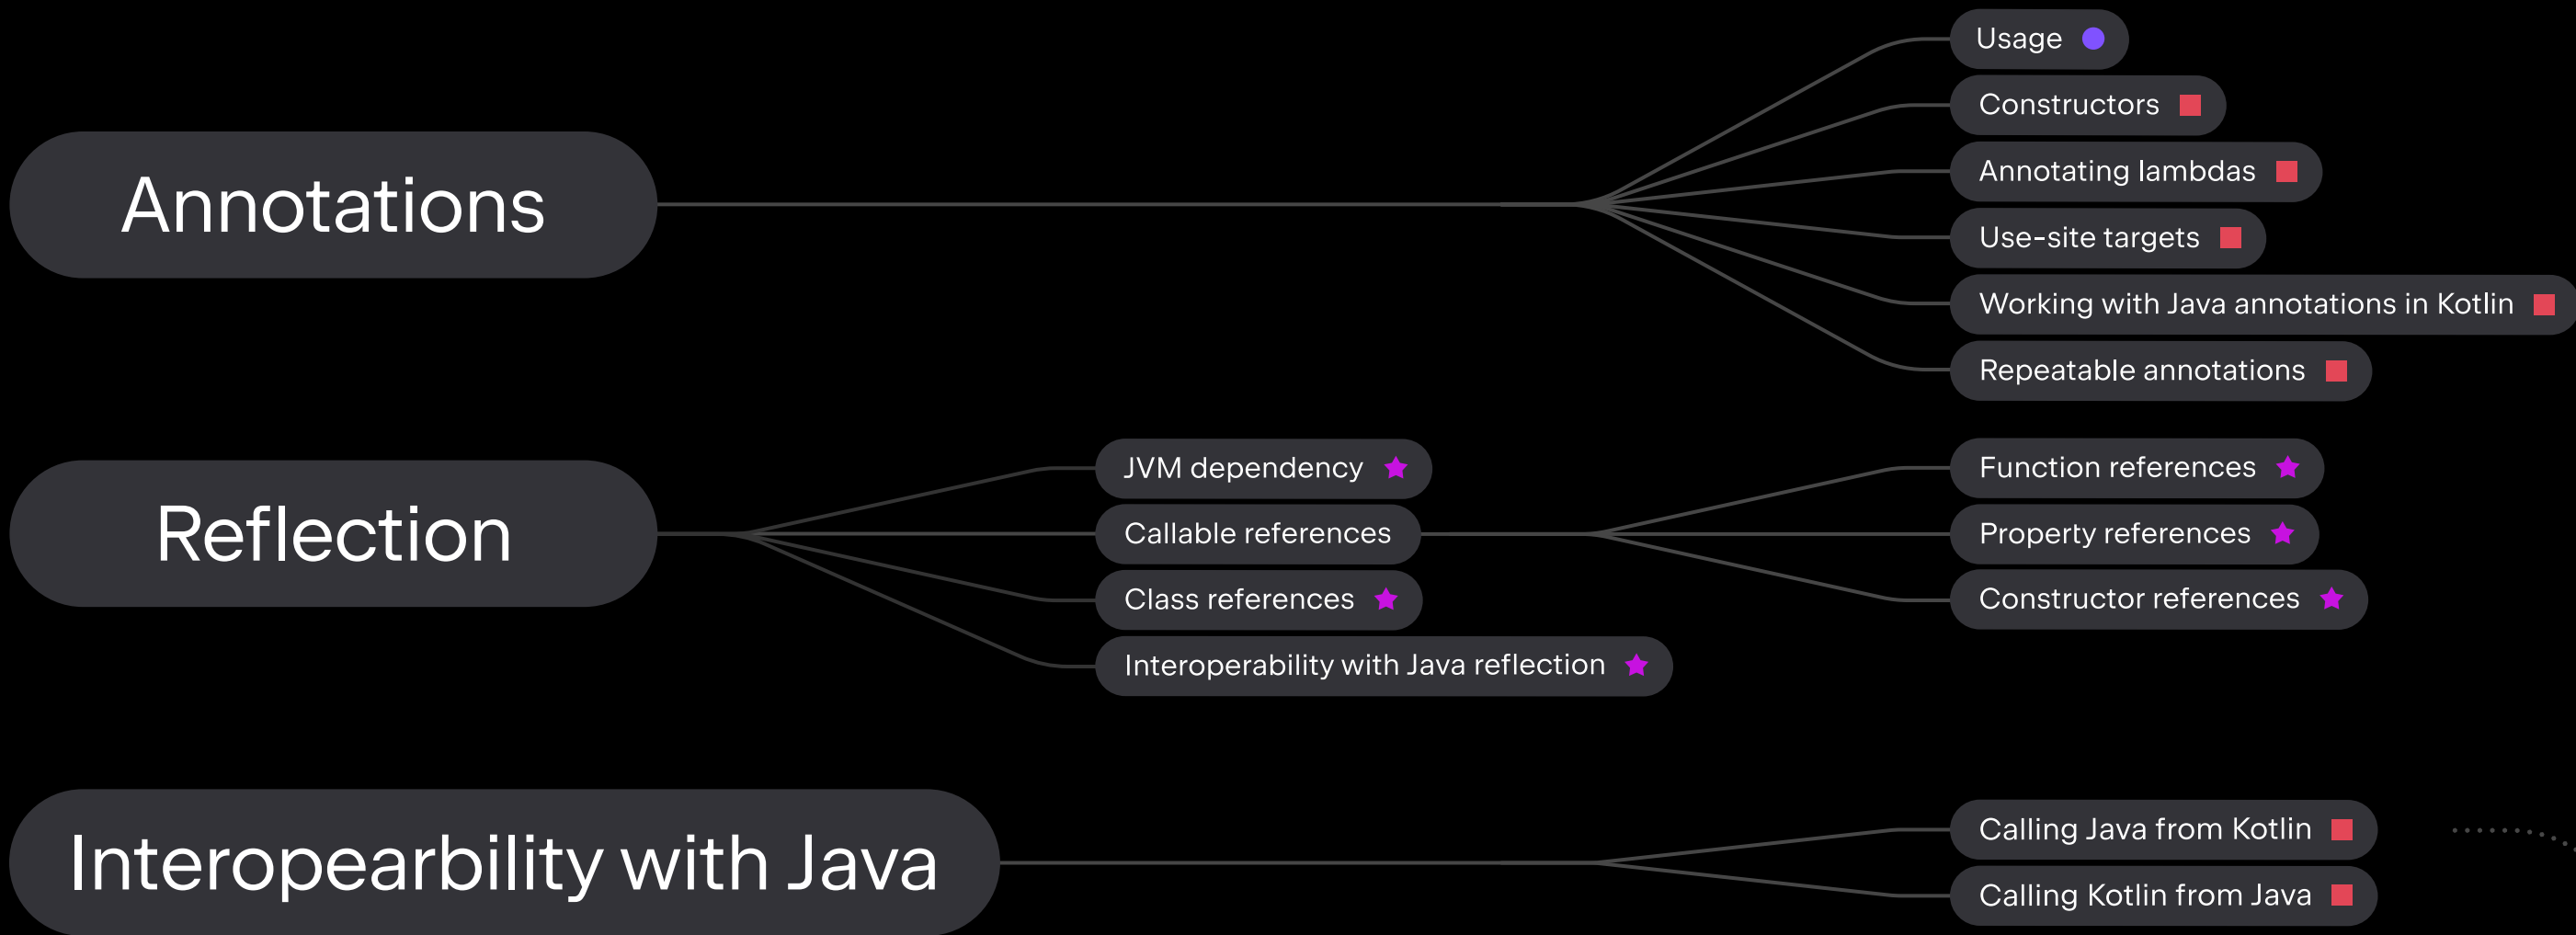 Annotations
Usage
Constructors
Annotating lambdas
Use-site targets
Working with Java annotations in Kotlin
Repeatable annotations
Reflection
JVM dependency
Callable references
Class references
Interoperability with Java reflection
Function references
Property references
Constructor references
Interopearbility with Java
Calling Java from Kotlin
Calling Kotlin from Java